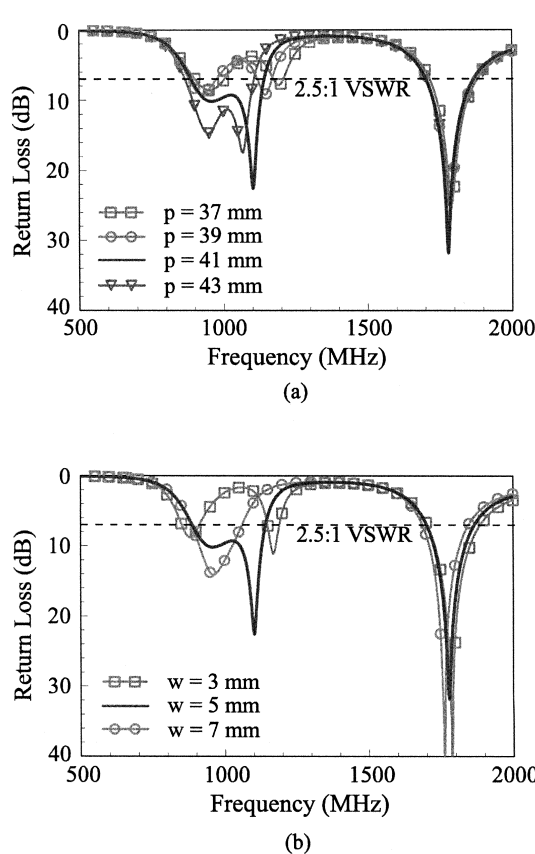 0
10
20
30
40
Return Loss (dB)
2.5:1 VSWR
p = 37 mm
p = 39 mm
p = 41 mm
p = 43 mm
500 1000 1500 2000
Frequency (MHz)
(a)
0
10
20
30
40
Return Loss (dB)
2.5:1 VSWR
w = 3 mm
w = 5 mm
w = 7 mm
500 1000 1500 2000
Frequency (MHz)
(b)